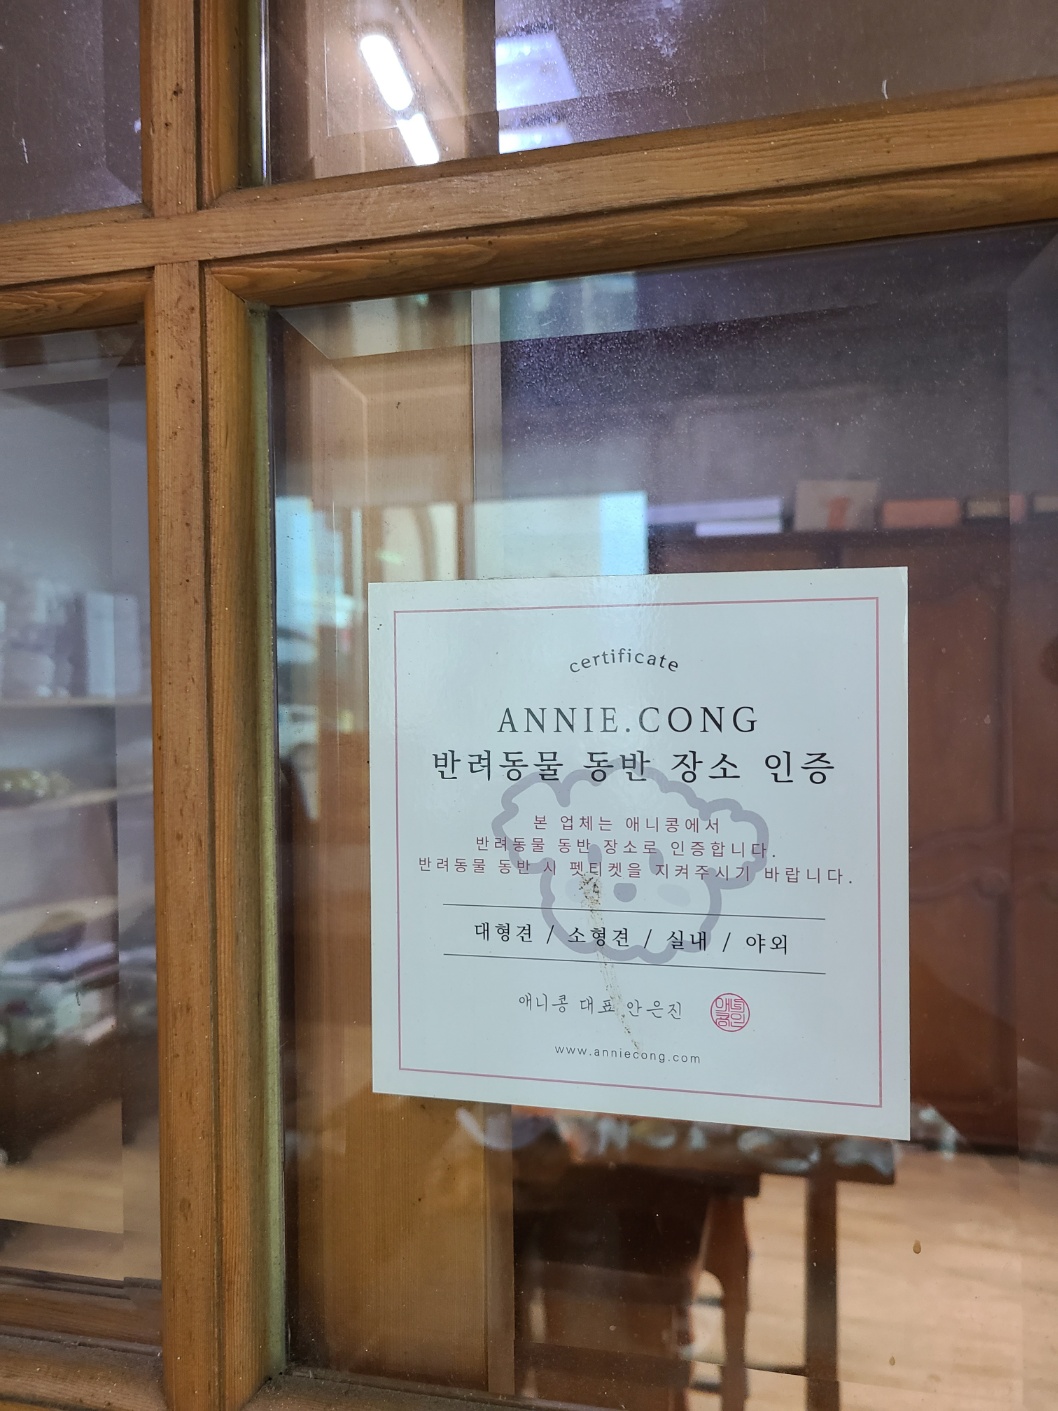 certificate
ANNIE.CONG
반려동물 동반 장소 인증
본 업체는 애니콩에서
반려동물 동반 장소로 인증합니다.
반려동물 동반 시 펫티켓을 지켜주시기 바랍니다.
대형견 / 소형견 / 실내 / 야외
애니콩 대표 안은진
www.anniecong.com